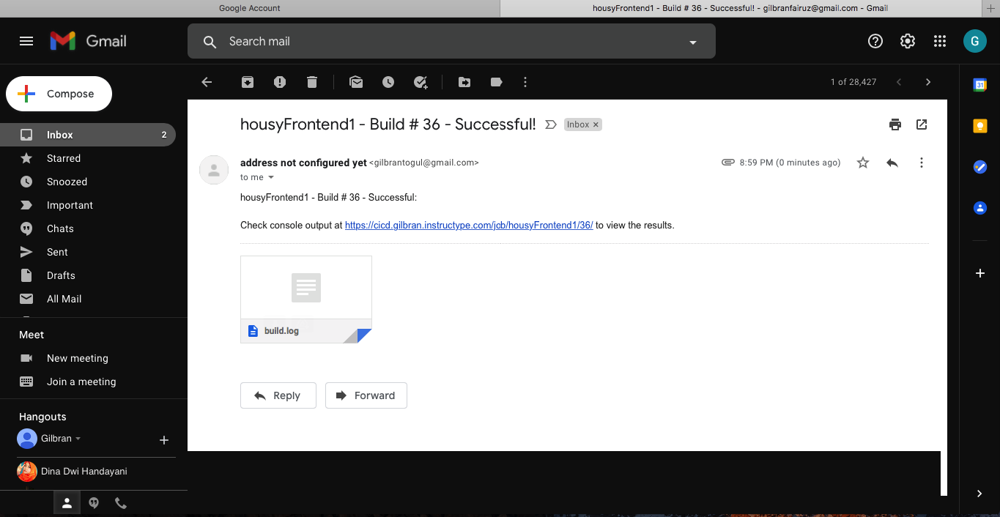 Google Account
housyFrontend1 - Build # 36 - Successful! - gilbranfairuz@gmail.com - Gmail
Gmail
Search mail
G
Compose
1 of 28,427
31
Inbox
2
Starred
Snoozed
Important
Chats
Sent
Drafts
All Mail
Meet
New meeting
Join a meeting
Hangouts
Gilbran
Dina Dwi Handayani
housyFrontend1 - Build # 36 - Successful!
Inbox x
address not configured yet <gilbrantogul@gmail.com>
8:59 PM (0 minutes ago)
to me
housyFrontend1 - Build # 36 - Successful:
Check console output at https://cicd.gilbran.instructype.com/job/housyFrontend1/36/ to view the results.
build.log
Reply
Forward